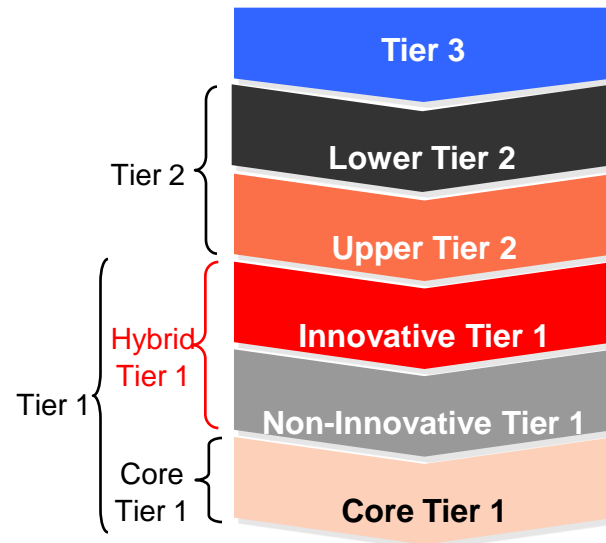 Tier 3
Lower Tier 2
Tier 2
Upper Tier 2
Innovative Tier 1
Hybrid
Tier 1
Tier 1
Non-Innovative Tier 1
Core
Tier 1
Core Tier 1